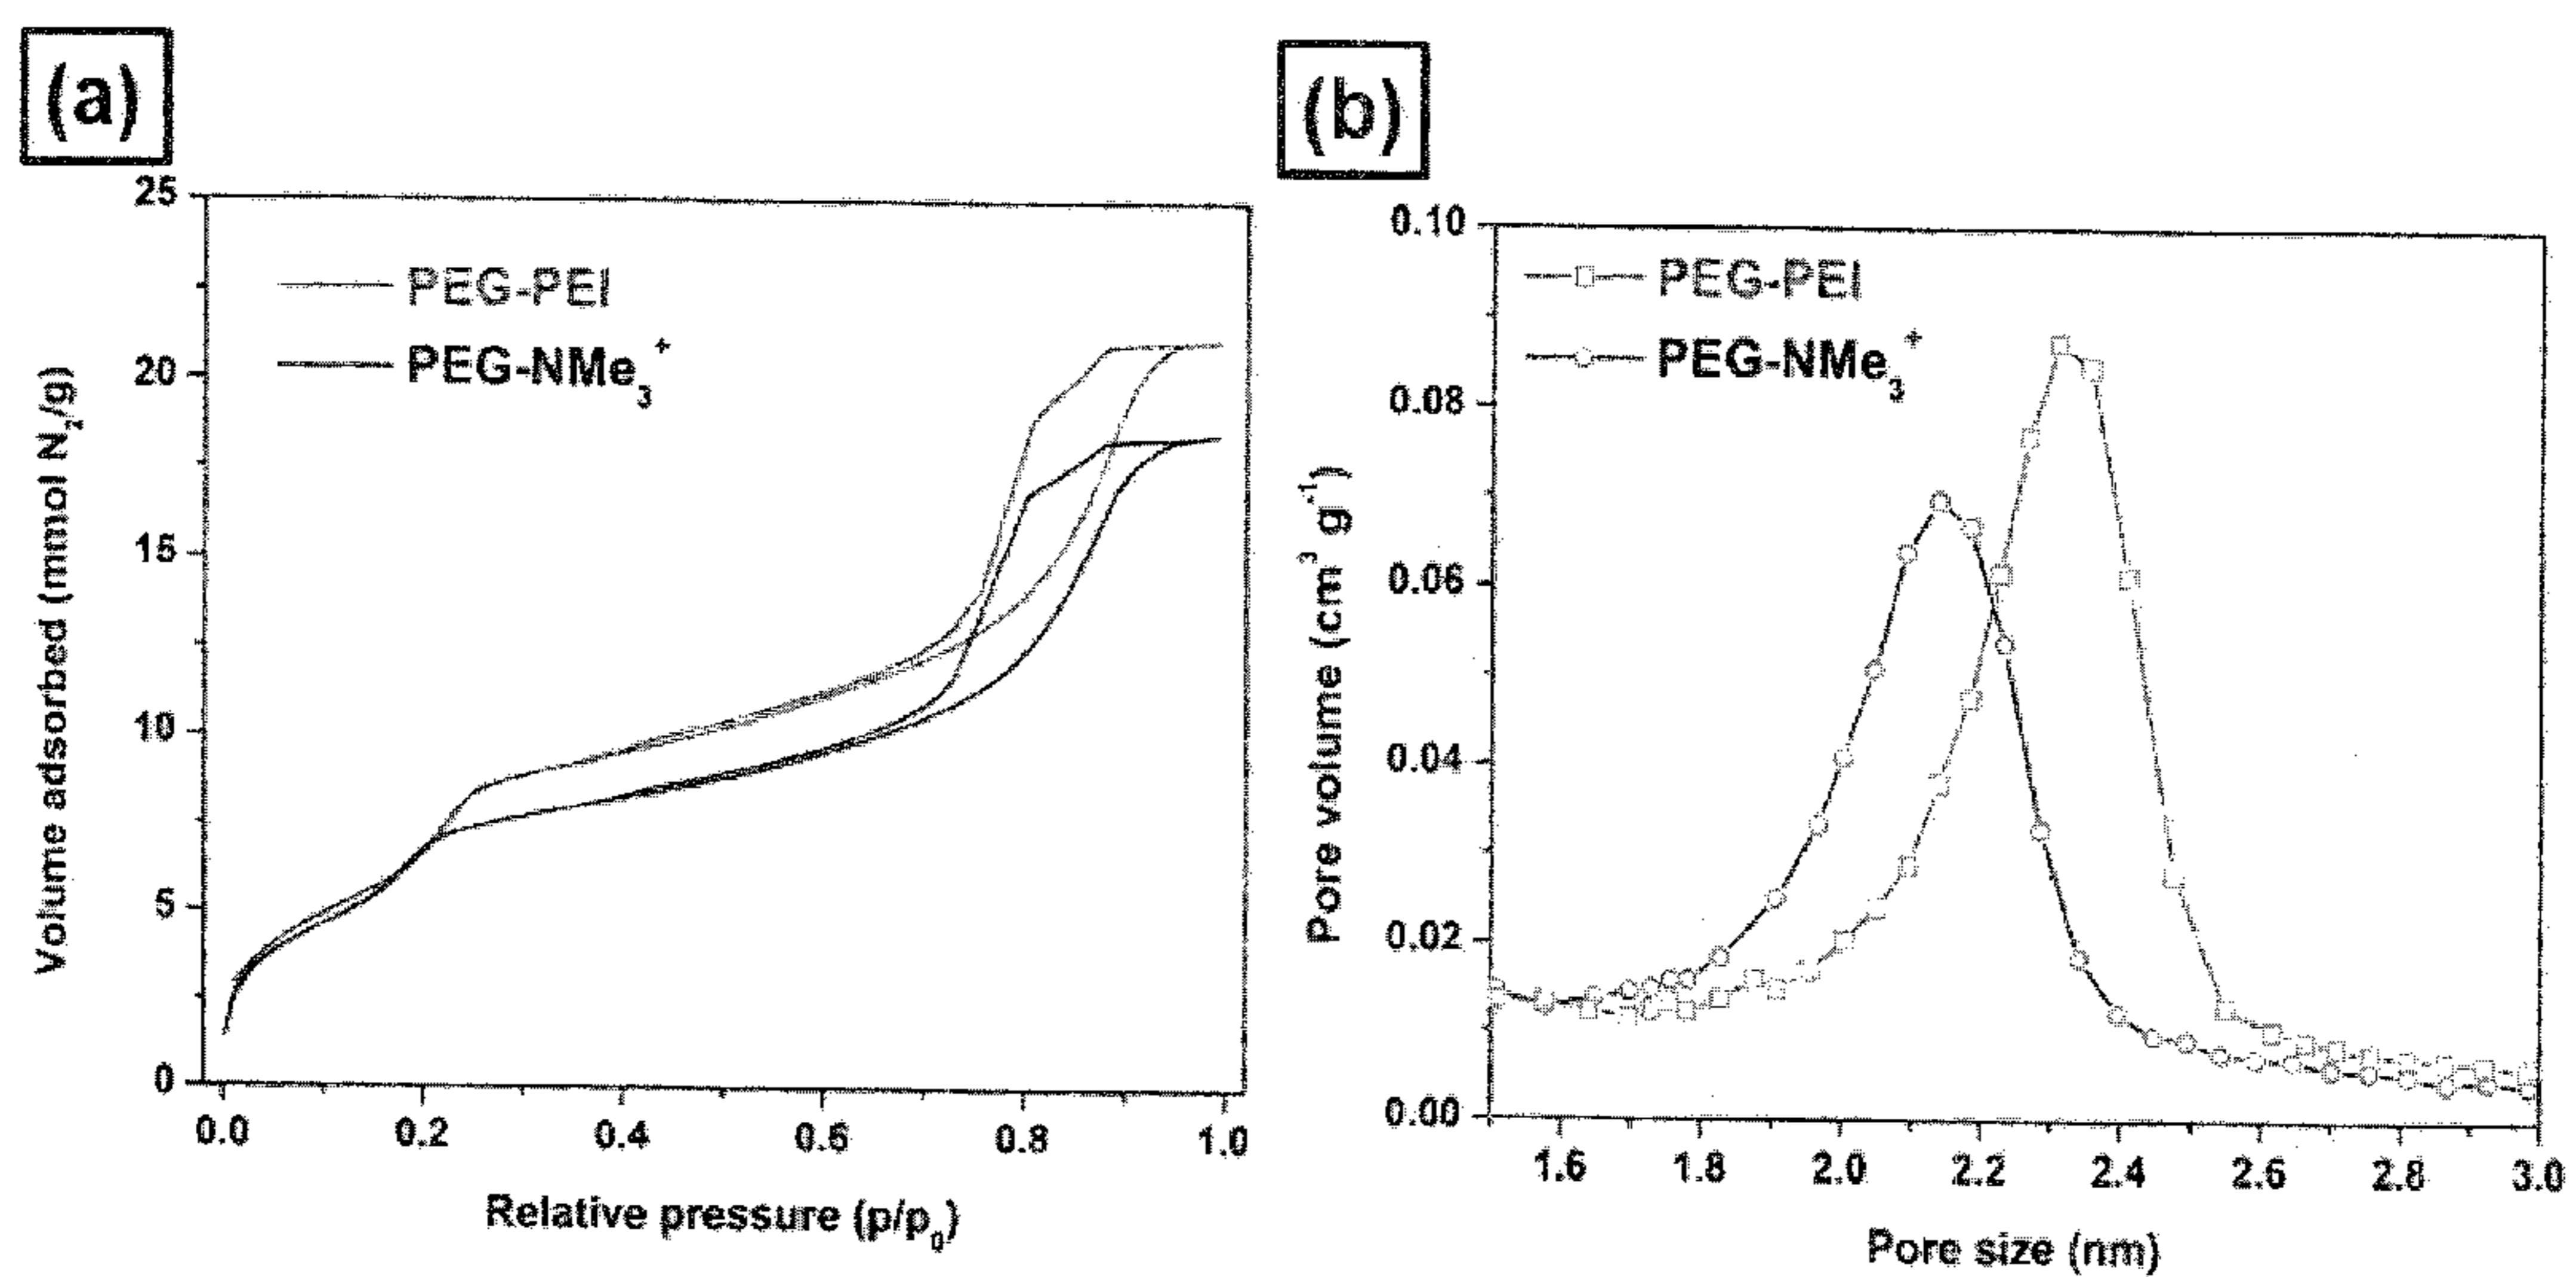 (a)
25
20
15
10
5
0
Volume adsorbed (mmol N₂/g)
PEG-PEI
PEG-NMe₃⁺
0.0 0.2 0.4 0.6 0.8 1.0
Relative pressure (p/p₀)
(b)
0.10
0.08
0.06
0.04
0.02
0.00
Pore volume (cm³ g⁻¹)
PEG-PEI
PEG-NMe₃⁺
1.6 1.8 2.0 2.2 2.4 2.6 2.8 3.0
Pore size (nm)